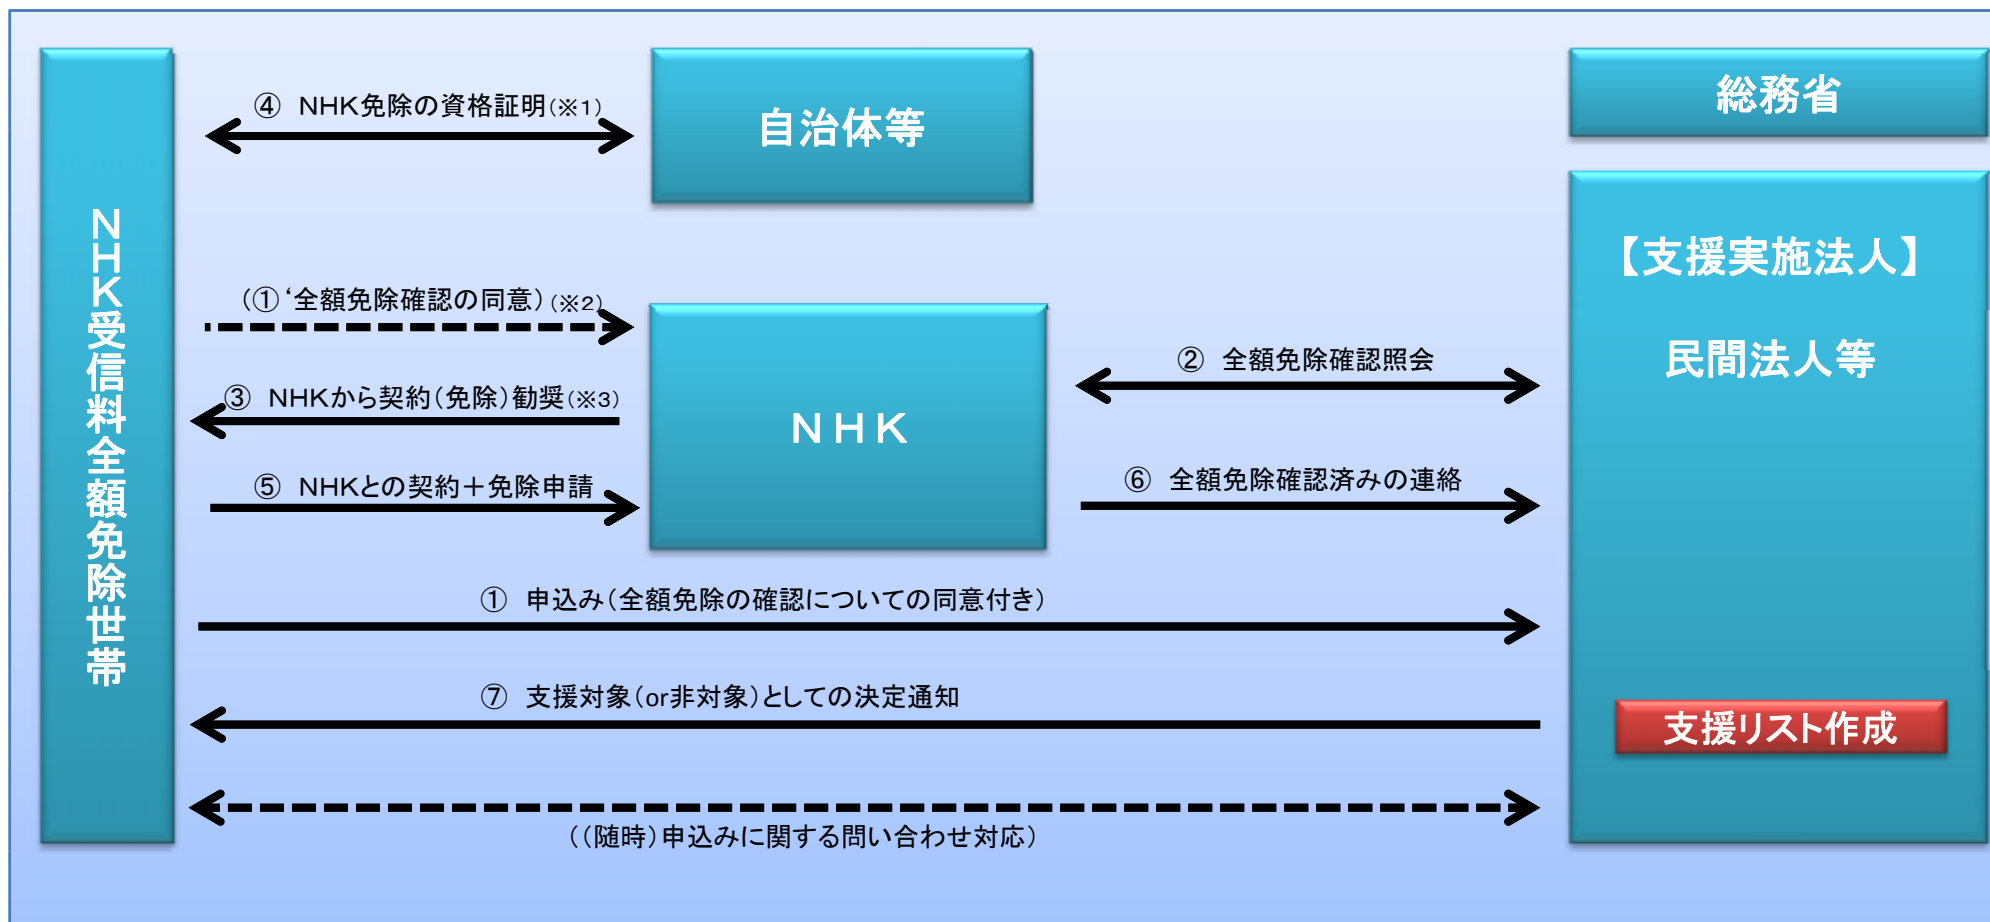 ④ NHK免除の資格証明(※1)
自治体等
総務省
NHK受信料全額免除世帯
【支援実施法人】
民間法人等
(①‘全額免除確認の同意)(※2)
② 全額免除確認照会
③ NHKから契約(免除)勧奨(※3)
NHK
⑤ NHKとの契約+免除申請
⑥ 全額免除確認済みの連絡
① 申込み(全額免除の確認についての同意付き)
⑦ 支援対象(or非対象)としての決定通知
支援リスト作成
((随時)申込みに関する問い合わせ対応)